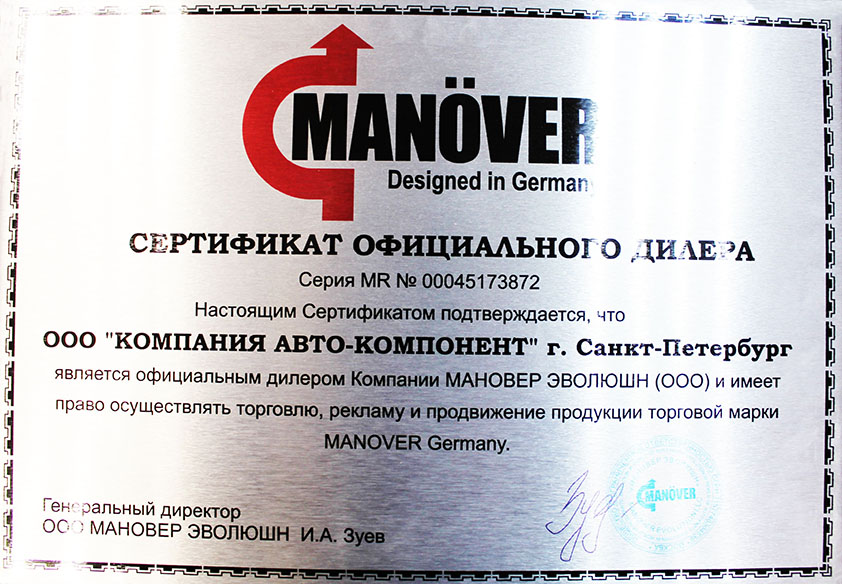 MANÖVER
Designed in Germany
СЕРТИФИКАТ ОФИЦИАЛЬНОГО ДИЛЕРА
Серия MR № 00045173872
Настоящим Сертификатом подтверждается, что
ООО "КОМПАНИЯ АВТО-КОМПОНЕНТ" г. Санкт-Петербург
является официальным дилером Компании МАНОВЕР ЭВОЛЮШН (ООО) и имеет
право осуществлять торговлю, рекламу и продвижение продукции торговой марки
MANOVER Germany.
Генеральный директор
ООО МАНОВЕР ЭВОЛЮШН И.А. Зуев
MANÖVER